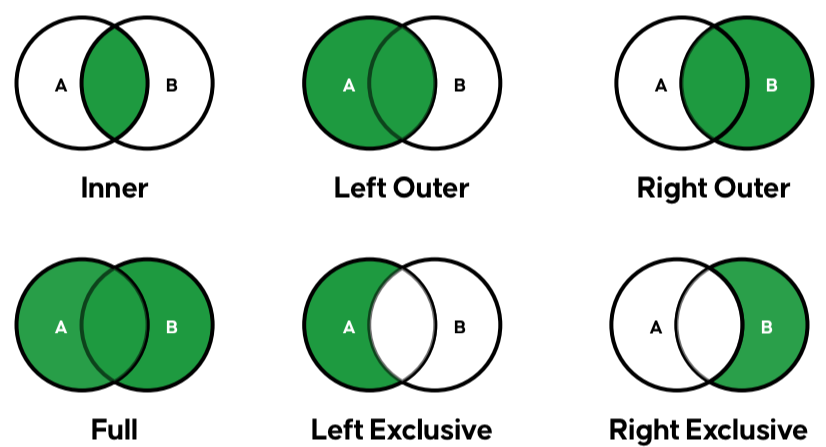 A B
A B
A B
Inner
Left Outer
Right Outer
A B
A B
A B
Full
Left Exclusive
Right Exclusive